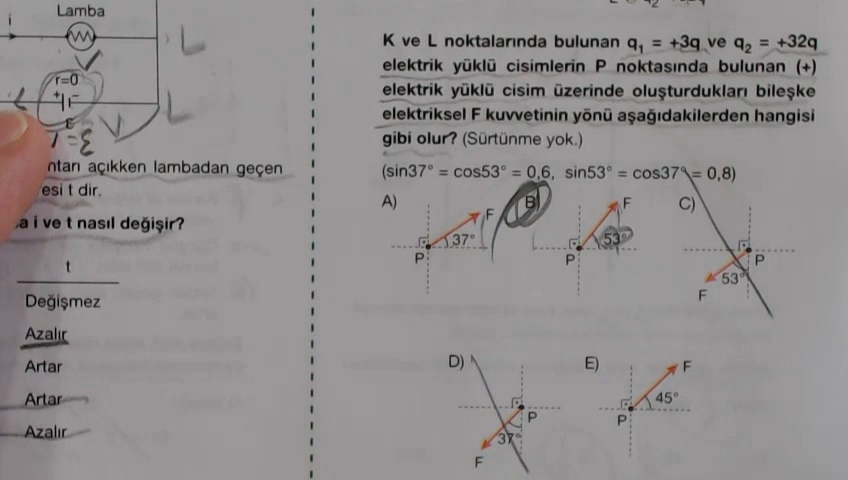 i
Lamba
r=0
+ -
ε
ntarı açıkken lambadan geçen
esi t dir.
a i ve t nasıl değişir?
t
Değişmez
Azalır
Artar
Artar
Azalır
K ve L noktalarında bulunan q₁ = +3q ve q₂ = +32q
elektrik yüklü cisimlerin P noktasında bulunan (+)
elektrik yüklü cisim üzerinde oluşturdukları bileşke
elektriksel F kuvvetinin yönü aşağıdakilerden hangisi
gibi olur? (Sürtünme yok.)
(sin37° = cos53° = 0,6, sin53° = cos37° = 0,8)
A) F 37° P
B) F 53° P
C) P 53° F
D) P 37° F
E) F 45° P